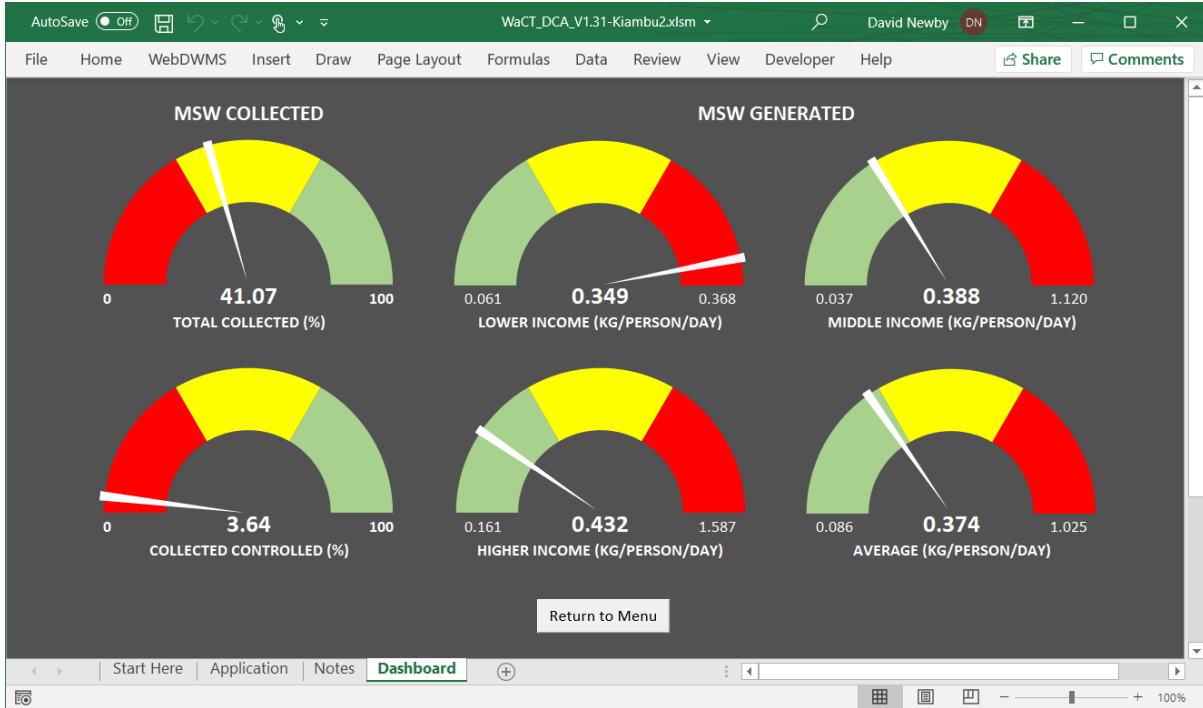 AutoSave Off WaCT_DCA_V1.31-Kiambu2.xlsm David Newby DN
File Home WebDWMS Insert Draw Page Layout Formulas Data Review View Developer Help Share Comments
MSW COLLECTED MSW GENERATED
0 41.07 100 0.061 0.349 0.368 0.037 0.388 1.120
TOTAL COLLECTED (%) LOWER INCOME (KG/PERSON/DAY) MIDDLE INCOME (KG/PERSON/DAY)
0 3.64 100 0.161 0.432 1.587 0.086 0.374 1.025
COLLECTED CONTROLLED (%) HIGHER INCOME (KG/PERSON/DAY) AVERAGE (KG/PERSON/DAY)
Return to Menu
Start Here Application Notes Dashboard
100%